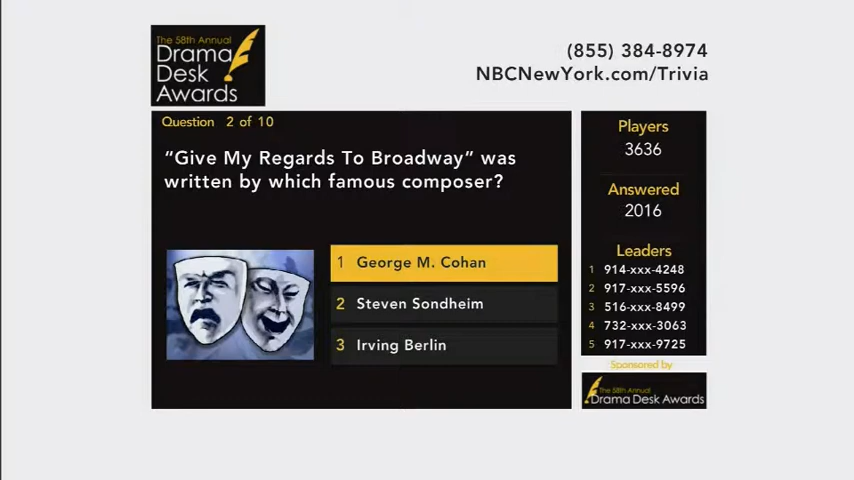 The 58th Annual
Drama
Desk
Awards
(855) 384-8974
NBCNewYork.com/Trivia
Question 2 of 10
“Give My Regards To Broadway” was
written by which famous composer?
1 George M. Cohan
2 Steven Sondheim
3 Irving Berlin
Players
3636
Answered
2016
Leaders
1 914-xxx-4248
2 917-xxx-5596
3 516-xxx-8499
4 732-xxx-3063
5 917-xxx-9725
Sponsored by
The 58th Annual
Drama Desk Awards